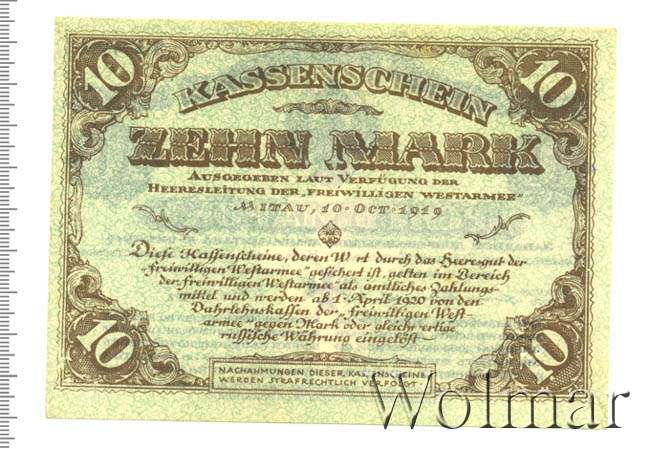 10 10
KASSENSCHEIN
ZEHN MARK
AUSGEGEBEN LAUT VERFÜGUNG DER
HEERESLEITUNG DER „FREIWILLIGEN WESTARMEE"
MITAU, 10. OCT. 1919
Diese Kassenscheine, deren W rt durch das Heeresgut der
„freiwilligen Westarmee" gesichert ist, gelten im Bereich
der „freiwilligen Westarmee" als amtliches Zahlungs-
mittel und werden ab 1. April 1920 von den
Dahrlehnskassen der „freiwilligen West-
armee" gegen Mark oder gleichwertige
russische Währung eingelöst
10 10
NACHAHMUNGEN DIESER KASSENSCHEINE
WERDEN STRAFRECHTLICH VERFOLGT.
Wolmar